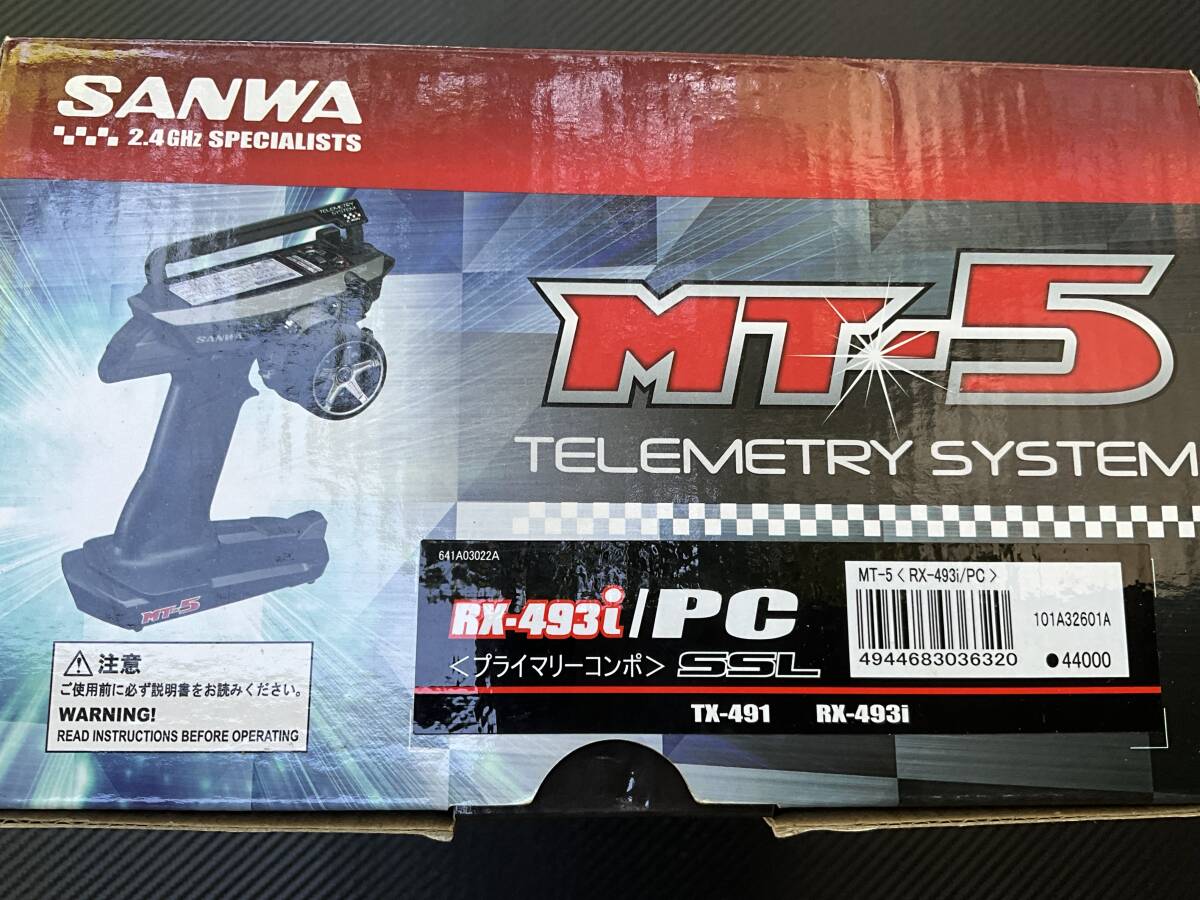 SANWA
2.4GHz SPECIALISTS
TELEMETRY
SYSTEM
SANWA
MT-5
MT-5
TELEMETRY SYSTEM
641A03022A
RX-493i/PC
<プライマリーコンポ> SSL
TX-491 RX-493i
MT-5 < RX-493i/PC >
101A32601A
4944683036320 ●44000
⚠注意
ご使用前に必ず説明書をお読みください。
WARNING!
READ INSTRUCTIONS BEFORE OPERATING